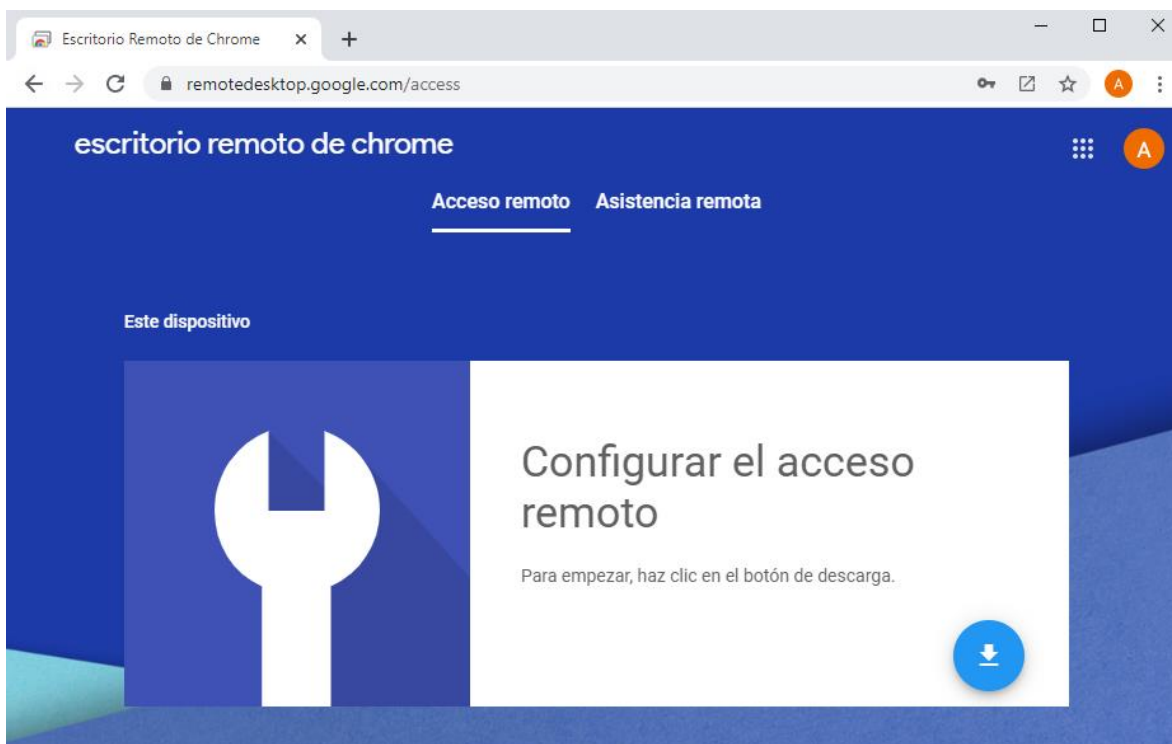 Escritorio Remoto de Chrome
remotedesktop.google.com/access
A
escritorio remoto de chrome
A
Acceso remoto Asistencia remota
Este dispositivo
Configurar el acceso
remoto
Para empezar, haz clic en el botón de descarga.